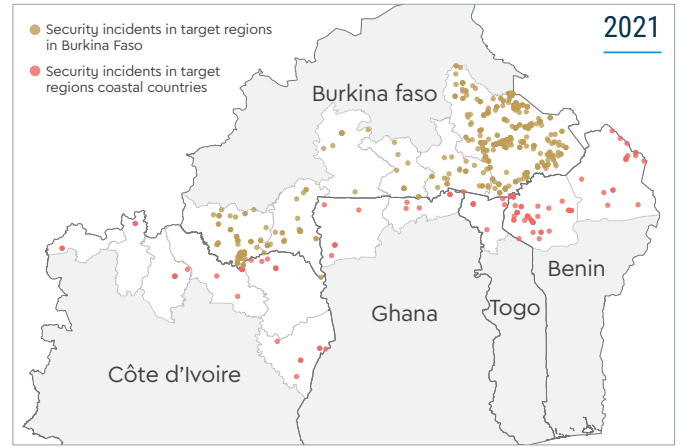 2021
Security incidents in target regions
in Burkina Faso
Security incidents in target
regions coastal countries
Burkina faso
Benin
Togo
Ghana
Côte d’Ivoire